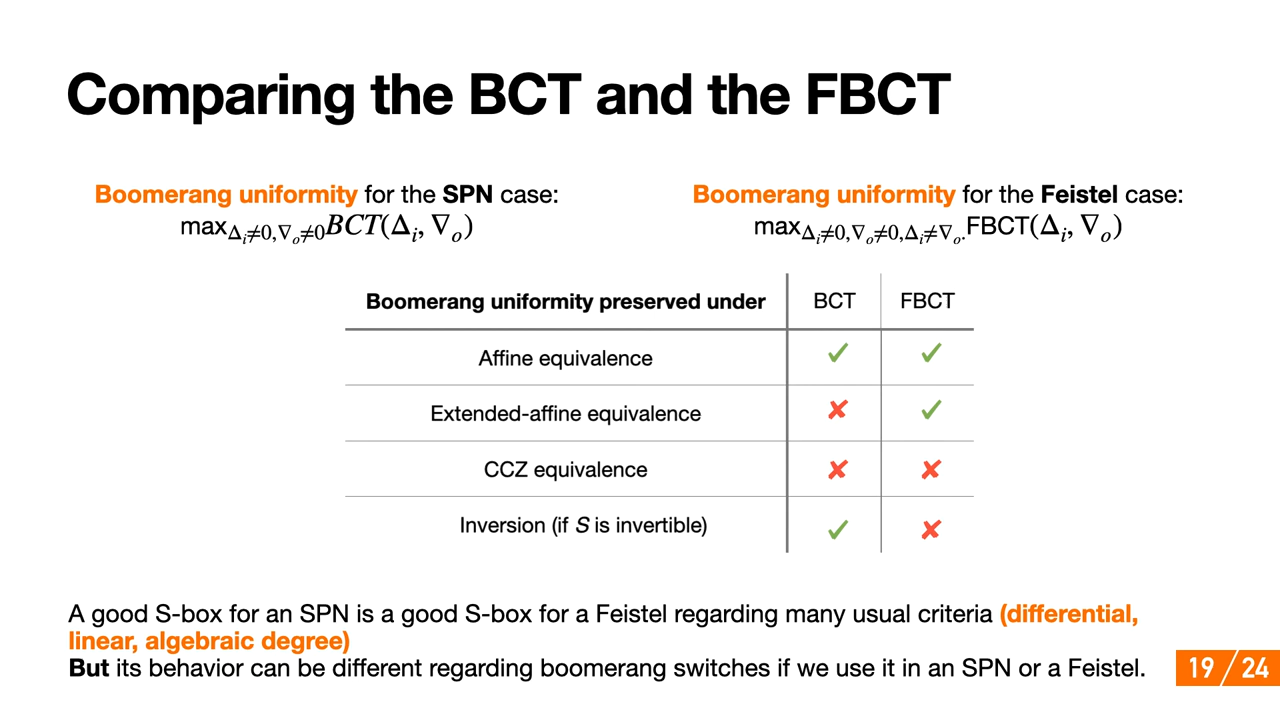 Comparing the BCT and the FBCT
Boomerang uniformity for the SPN case:
max_{Δi≠0,∇o≠0}BCT(Δi, ∇o)
Boomerang uniformity for the Feistel case:
max_{Δi≠0,∇o≠0,Δi≠∇o.}FBCT(Δi, ∇o)
Boomerang uniformity preserved under BCT FBCT
Affine equivalence ✓ ✓
Extended-affine equivalence ✘ ✓
CCZ equivalence ✘ ✘
Inversion (if S is invertible) ✓ ✘
A good S-box for an SPN is a good S-box for a Feistel regarding many usual criteria (differential,
linear, algebraic degree)
But its behavior can be different regarding boomerang switches if we use it in an SPN or a Feistel.
19/24